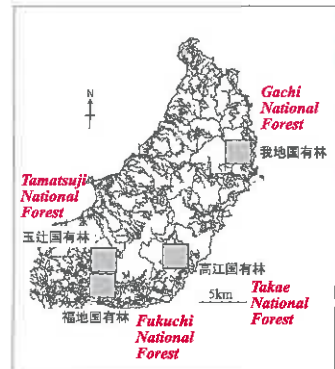 Gachi
National
Forest
N
我地国有林
Tamatsuji
National
Forest
玉辻国有林
高江国有林
5km
Takae
National
Forest
福地国有林
Fukuchi
National
Forest